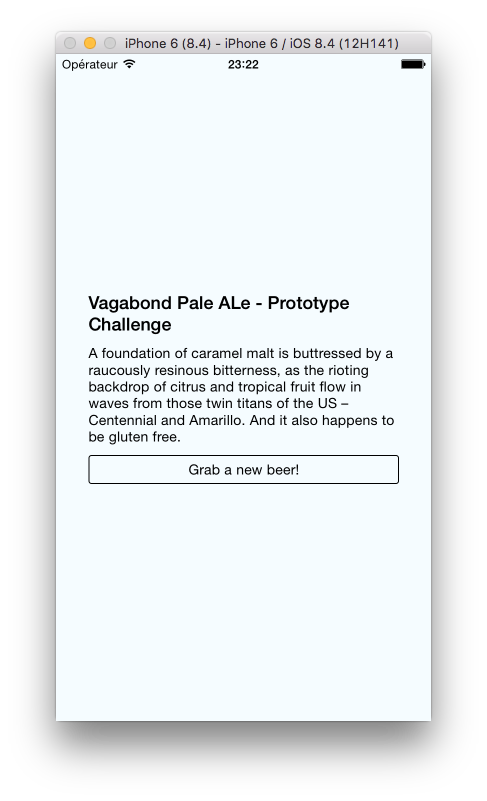 iPhone 6 (8.4) - iPhone 6 / iOS 8.4 (12H141)
Opérateur 23:22
Vagabond Pale ALe - Prototype
Challenge
A foundation of caramel malt is buttressed by a
raucously resinous bitterness, as the rioting
backdrop of citrus and tropical fruit flow in
waves from those twin titans of the US –
Centennial and Amarillo. And it also happens to
be gluten free.
Grab a new beer!